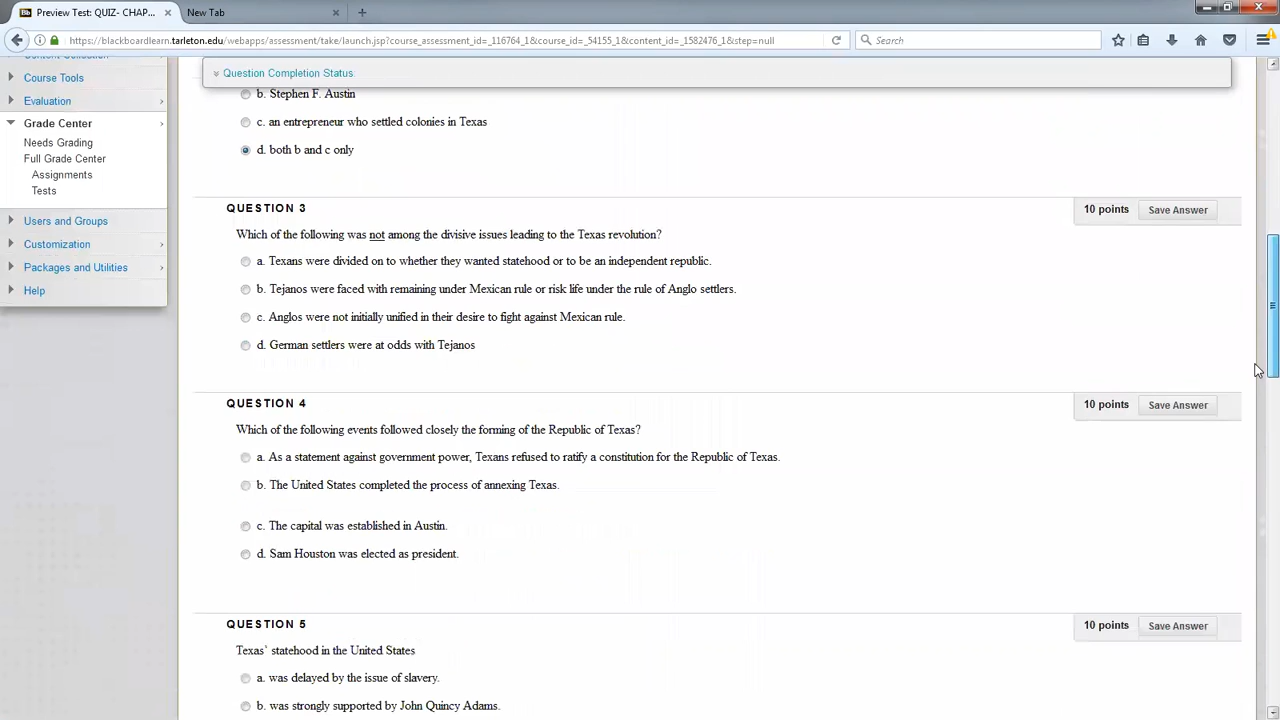 Preview Test: QUIZ- CHAP...
New Tab
https://blackboardlearn.tarleton.edu/webapps/assessment/take/launch.jsp?course_assessment_id=_116764_1&course_id=_54155_1&content_id=_1582476_1&step=null
Search
Course Tools
Evaluation
Grade Center
Needs Grading
Full Grade Center
Assignments
Tests
Users and Groups
Customization
Packages and Utilities
Help
Question Completion Status:
b. Stephen F. Austin
c. an entrepreneur who settled colonies in Texas
d. both b and c only
QUESTION 3
10 points
Save Answer
Which of the following was not among the divisive issues leading to the Texas revolution?
a. Texans were divided on to whether they wanted statehood or to be an independent republic.
b. Tejanos were faced with remaining under Mexican rule or risk life under the rule of Anglo settlers.
c. Anglos were not initially unified in their desire to fight against Mexican rule.
d. German settlers were at odds with Tejanos
QUESTION 4
10 points
Save Answer
Which of the following events followed closely the forming of the Republic of Texas?
a. As a statement against government power, Texans refused to ratify a constitution for the Republic of Texas.
b. The United States completed the process of annexing Texas.
c. The capital was established in Austin.
d. Sam Houston was elected as president.
QUESTION 5
10 points
Save Answer
Texas' statehood in the United States
a. was delayed by the issue of slavery.
b. was strongly supported by John Quincy Adams.